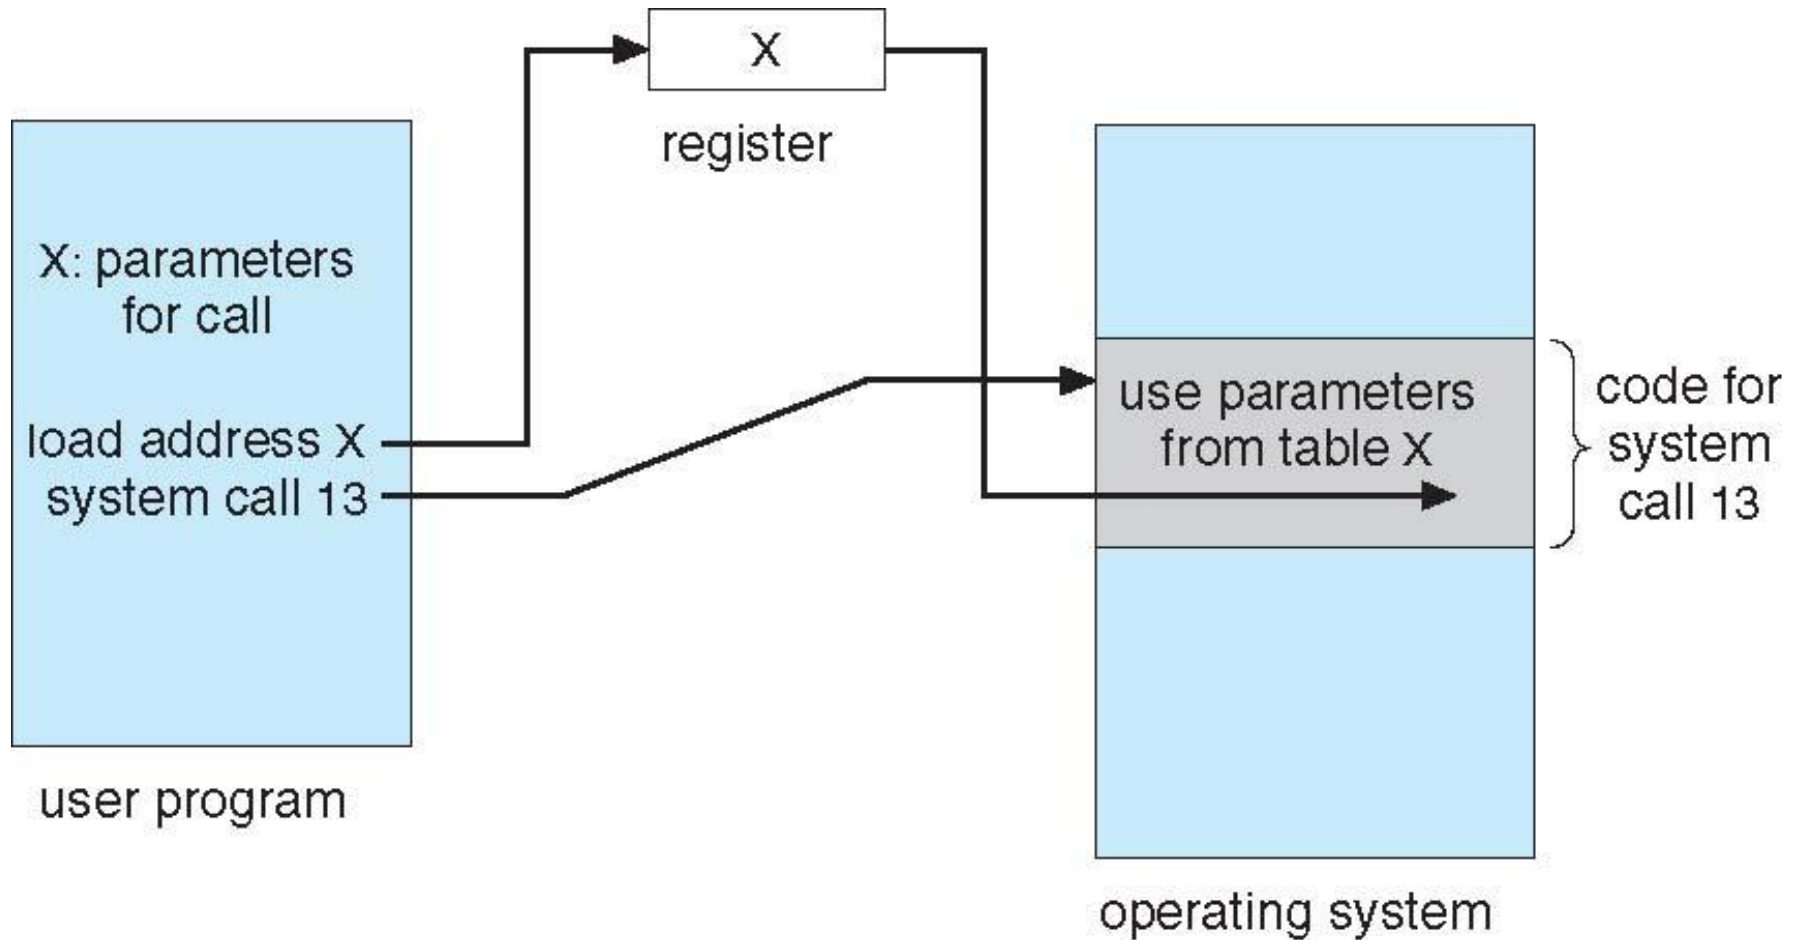 X
register
X: parameters
for call
load address X
system call 13
user program
use parameters
from table X
code for
system
call 13
operating system